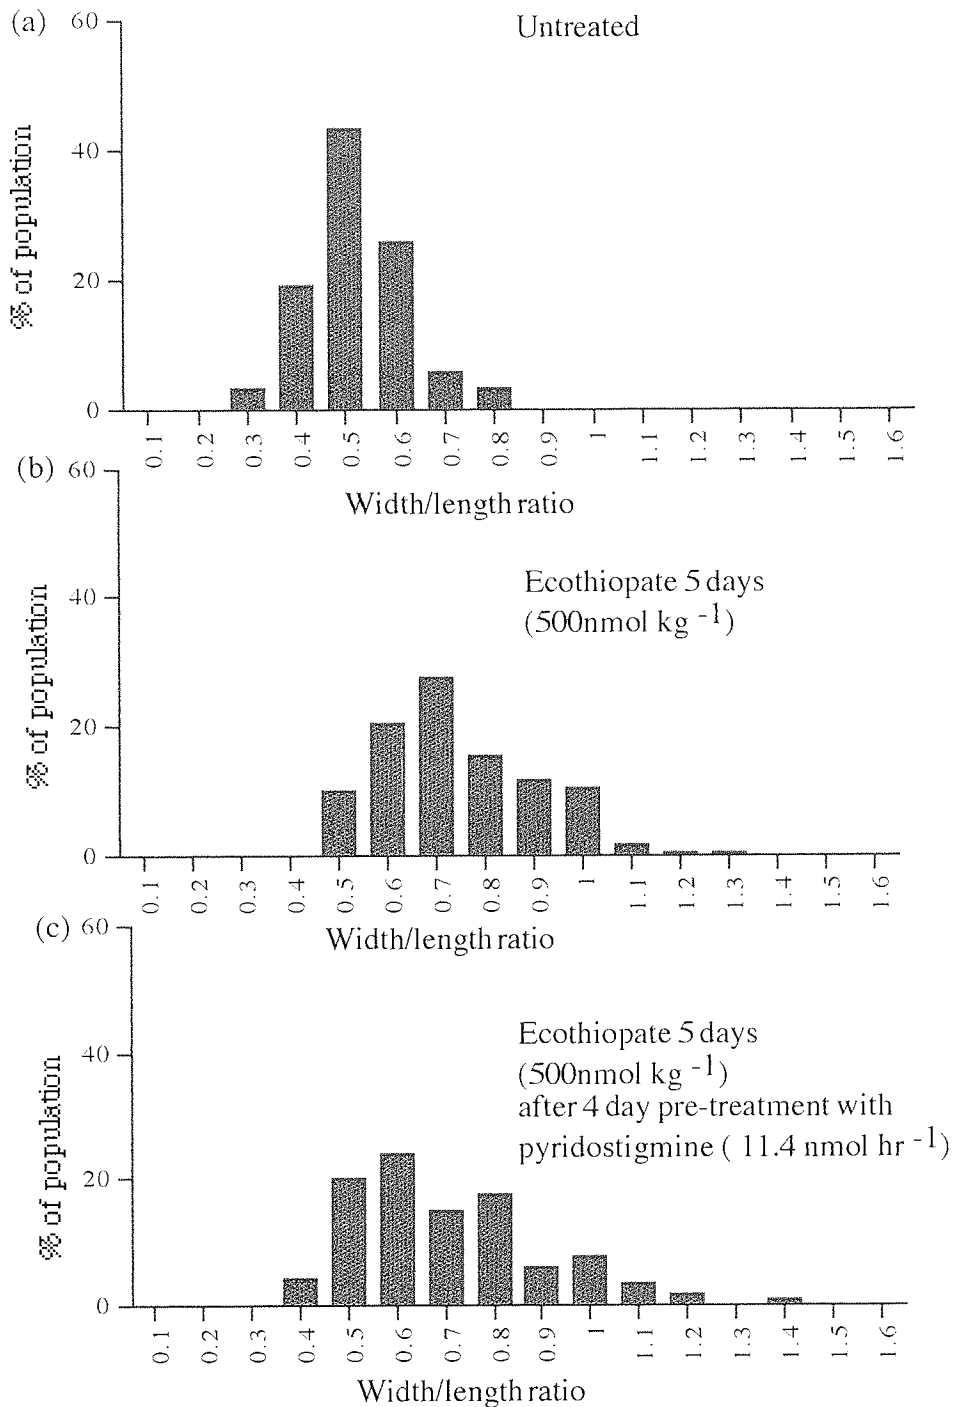 (a)
60
40
20
0
% of population
Untreated
0.1 0.2 0.3 0.4 0.5 0.6 0.7 0.8 0.9 1 1.1 1.2 1.3 1.4 1.5 1.6
Width/length ratio
(b)
60
40
20
0
% of population
Ecothiopate 5 days
(500nmol kg -1)
0.1 0.2 0.3 0.4 0.5 0.6 0.7 0.8 0.9 1 1.1 1.2 1.3 1.4 1.5 1.6
Width/length ratio
(c)
60
40
20
0
% of population
Ecothiopate 5 days
(500nmol kg -1)
after 4 day pre-treatment with
pyridostigmine ( 11.4 nmol hr -1)
0.1 0.2 0.3 0.4 0.5 0.6 0.7 0.8 0.9 1 1.1 1.2 1.3 1.4 1.5 1.6
Width/length ratio